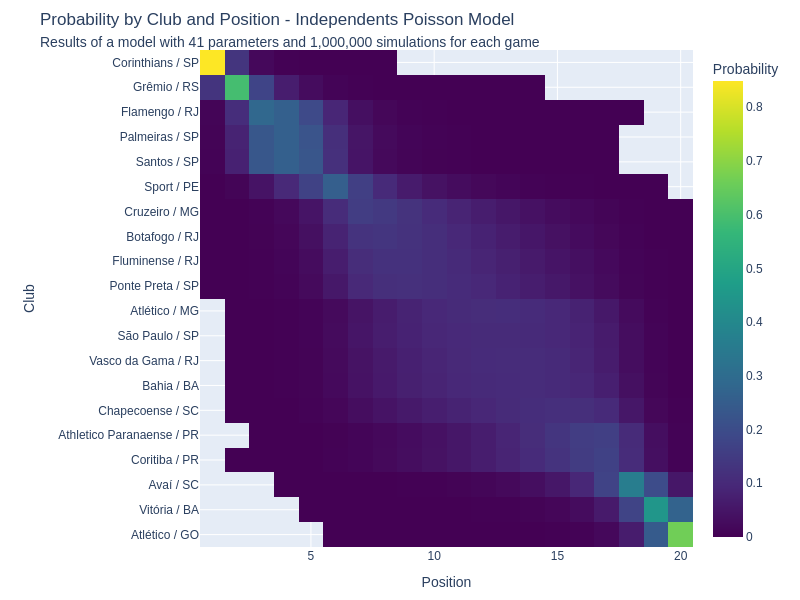 Probability by Club and Position - Independents Poisson Model
Results of a model with 41 parameters and 1,000,000 simulations for each game
Probability
Corinthians / SP
Grêmio / RS
Flamengo / RJ
Palmeiras / SP
Santos / SP
Sport / PE
Cruzeiro / MG
Botafogo / RJ
Fluminense / RJ
Ponte Preta / SP
Atlético / MG
São Paulo / SP
Vasco da Gama / RJ
Bahia / BA
Chapecoense / SC
Athletico Paranaense / PR
Coritiba / PR
Avaí / SC
Vitória / BA
Atlético / GO
Club
5
10
15
20
Position
0.8
0.7
0.6
0.5
0.4
0.3
0.2
0.1
0